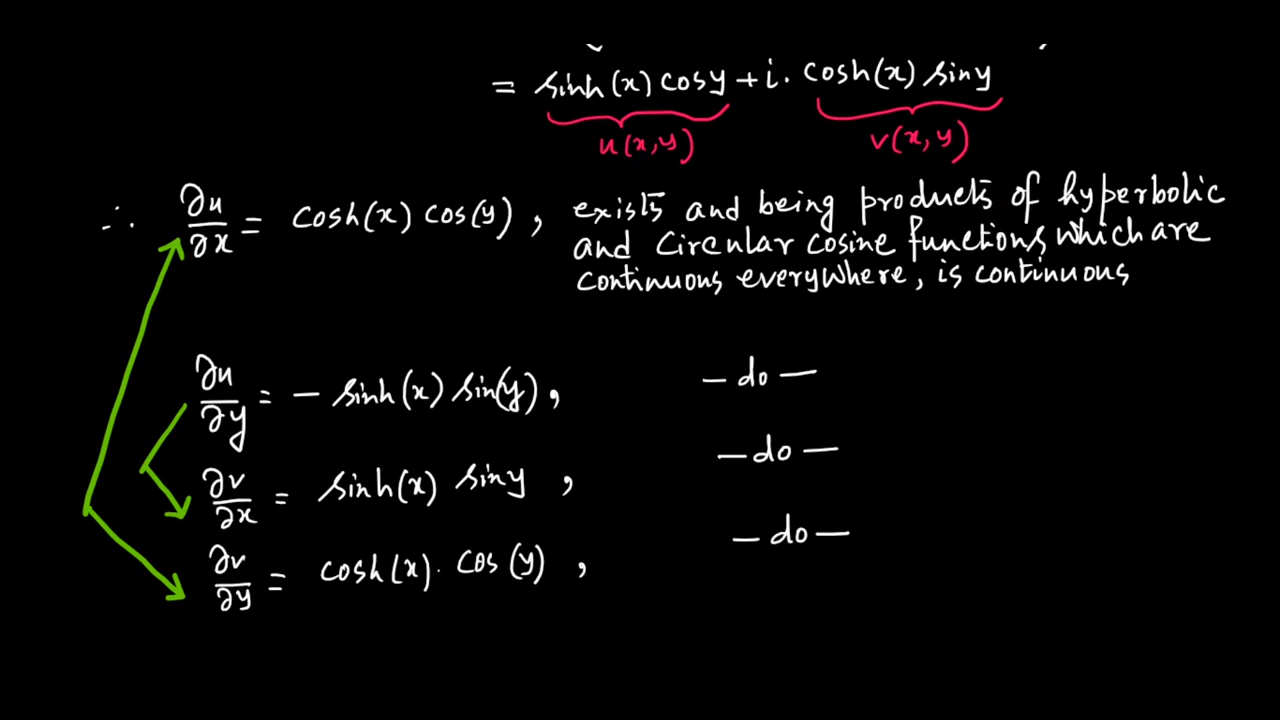 = sinh(x) cosy + i. cosh(x) siny
u(x,y) v(x,y)
∴ ∂u/∂x = cosh(x) cos(y), exists and being products of hyperbolic
and circular cosine functions which are
continuous everywhere, is continuous
∂u/∂y = - sinh(x) sin(y), - do -
∂v/∂x = sinh(x) siny, - do -
∂v/∂y = cosh(x). cos(y), - do -